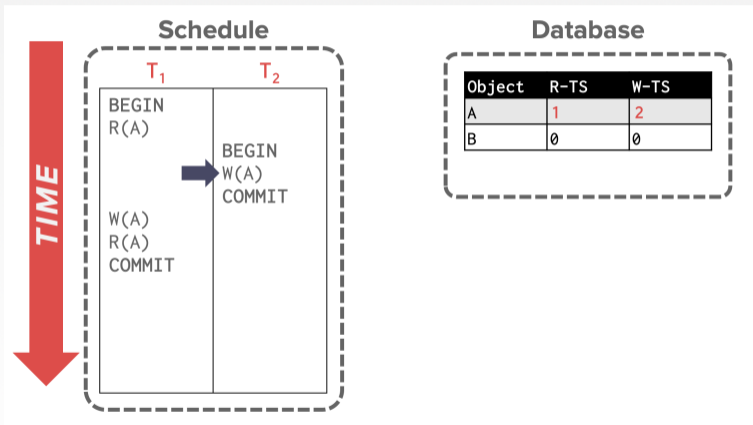 Schedule
TIME
T₁ T₂
BEGIN
R(A)
BEGIN
W(A)
COMMIT
W(A)
R(A)
COMMIT
Database
Object R-TS W-TS
A 1 2
B 0 0